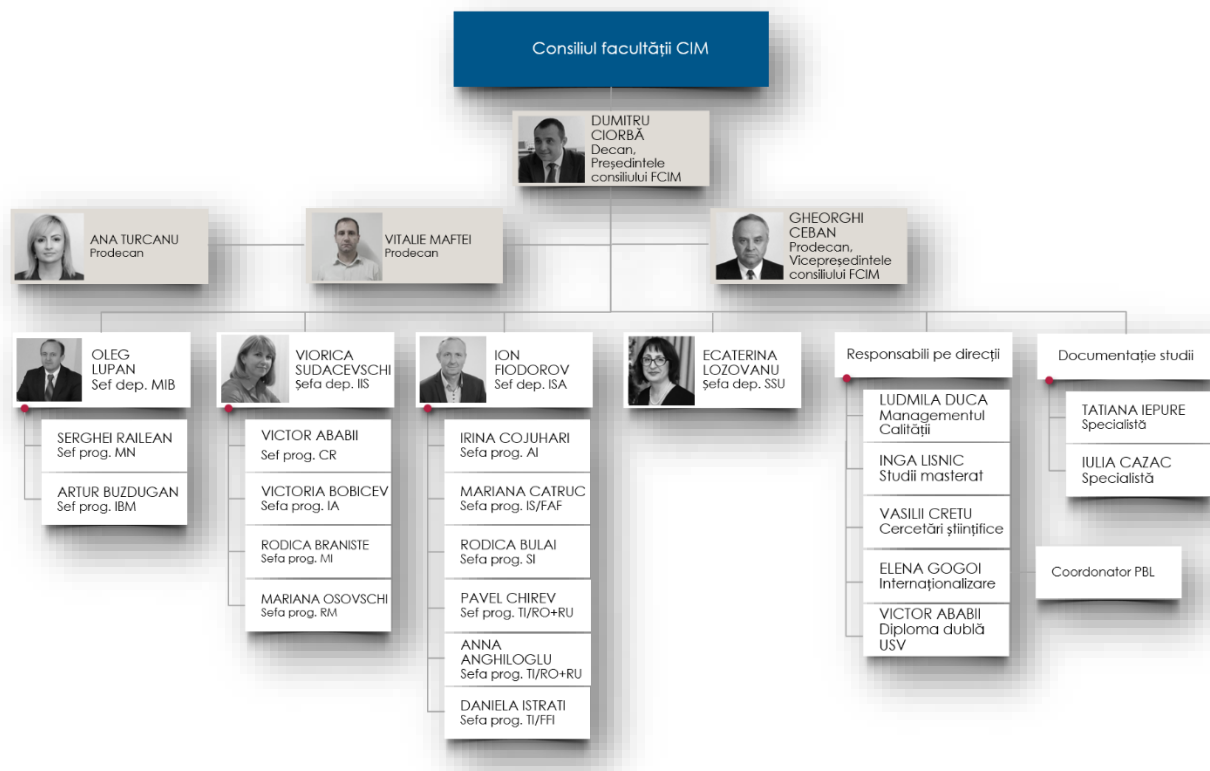 Consiliul facultății CIM
DUMITRU
CIORBĂ
Decan,
Președintele
consiliului FCIM
ANA TURCANU
Prodecan
VITALIE MAFTEI
Prodecan
GHEORGHI
CEBAN
Prodecan,
Vicepreședintele
consiliului FCIM
OLEG
LUPAN
Sef dep. MIB
SERGHEI RAILEAN
Sef prog. MN
ARTUR BUZDUGAN
Sef prog. IBM
VIORICA
SUDACEVSCHI
Șefa dep. IIS
VICTOR ABABII
Sef prog. CR
VICTORIA BOBICEV
Sefa prog. IA
RODICA BRANISTE
Sefa prog. MI
MARIANA OSOVSCHI
Sefa prog. RM
ION
FIODOROV
Sef dep. ISA
IRINA COJUHARI
Sefa prog. AI
MARIANA CATRUC
Sefa prog. IS/FAF
RODICA BULAI
Sefa prog. SI
PAVEL CHIREV
Sef prog. TI/RO+RU
ANNA
ANGHILOGLU
Sefa prog. TI/RO+RU
DANIELA ISTRATI
Sefa prog. TI/FFI
ECATERINA
LOZOVANU
Șefa dep. SSU
Responsabili pe direcții
LUDMILA DUCA
Managementul
Calității
INGA LISNIC
Studii masterat
VASILII CRETU
Cercetări științifice
ELENA GOGOI
Internaționalizare
VICTOR ABABII
Diploma dublă
USV
Coordonator PBL
Documentație studii
TATIANA IEPURE
Specialistă
IULIA CAZAC
Specialistă